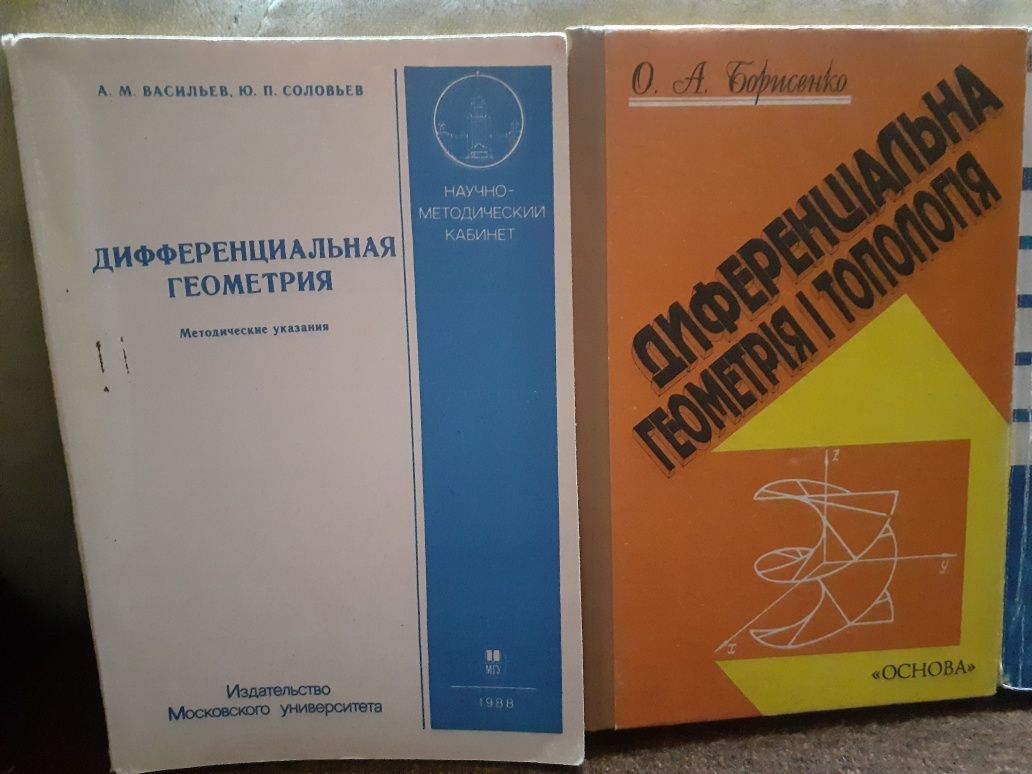 А. М. ВАСИЛЬЕВ, Ю. П. СОЛОВЬЕВ
ДИФФЕРЕНЦИАЛЬНАЯ
ГЕОМЕТРИЯ
Методические указания
НАУЧНО-
МЕТОДИЧЕСКИЙ
КАБИНЕТ
Издательство
Московского университета
МГУ
1988
О. А. Борисенко
ДИФЕРЕНЦІАЛЬНА
ГЕОМЕТРІЯ І ТОПОЛОГІЯ
z
y
x
«ОСНОВА»